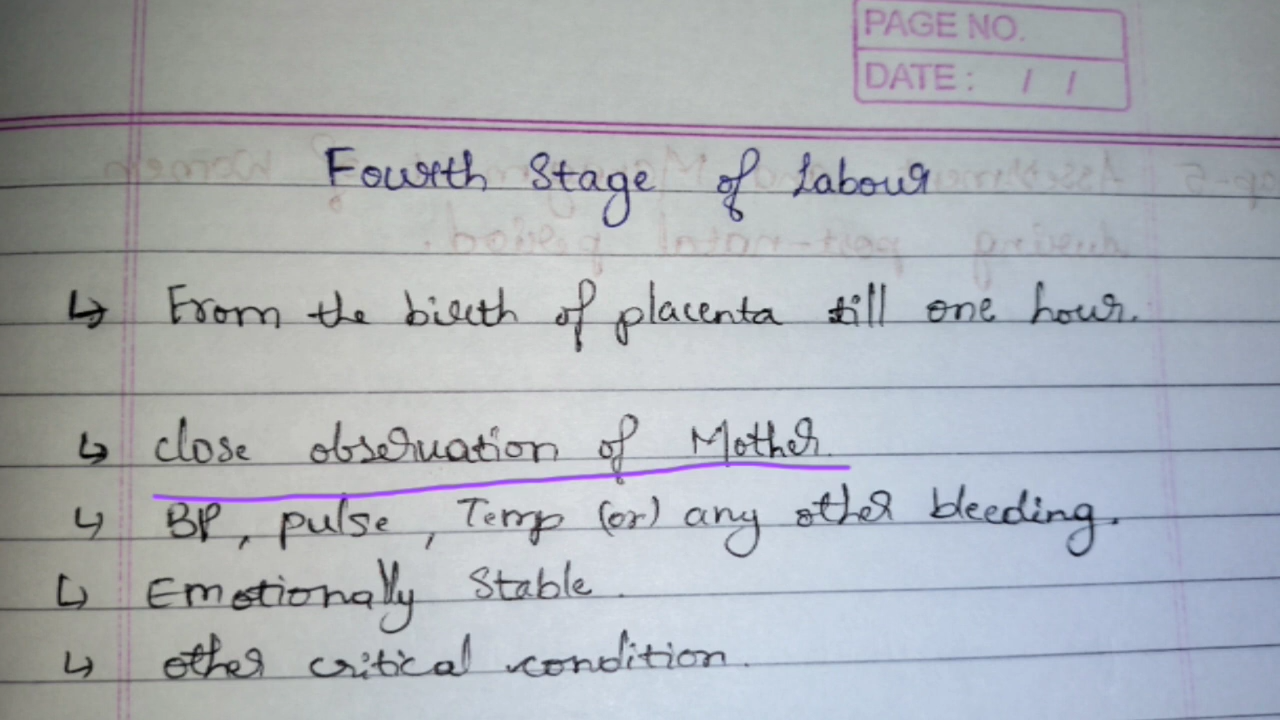 PAGE NO.
DATE: / /
Fourth Stage of Labour
↳ From the birth of placenta till one hour.
↳ close observation of Mother
↳ BP, pulse, Temp (or) any other bleeding.
↳ Emotionally Stable.
↳ other critical condition.